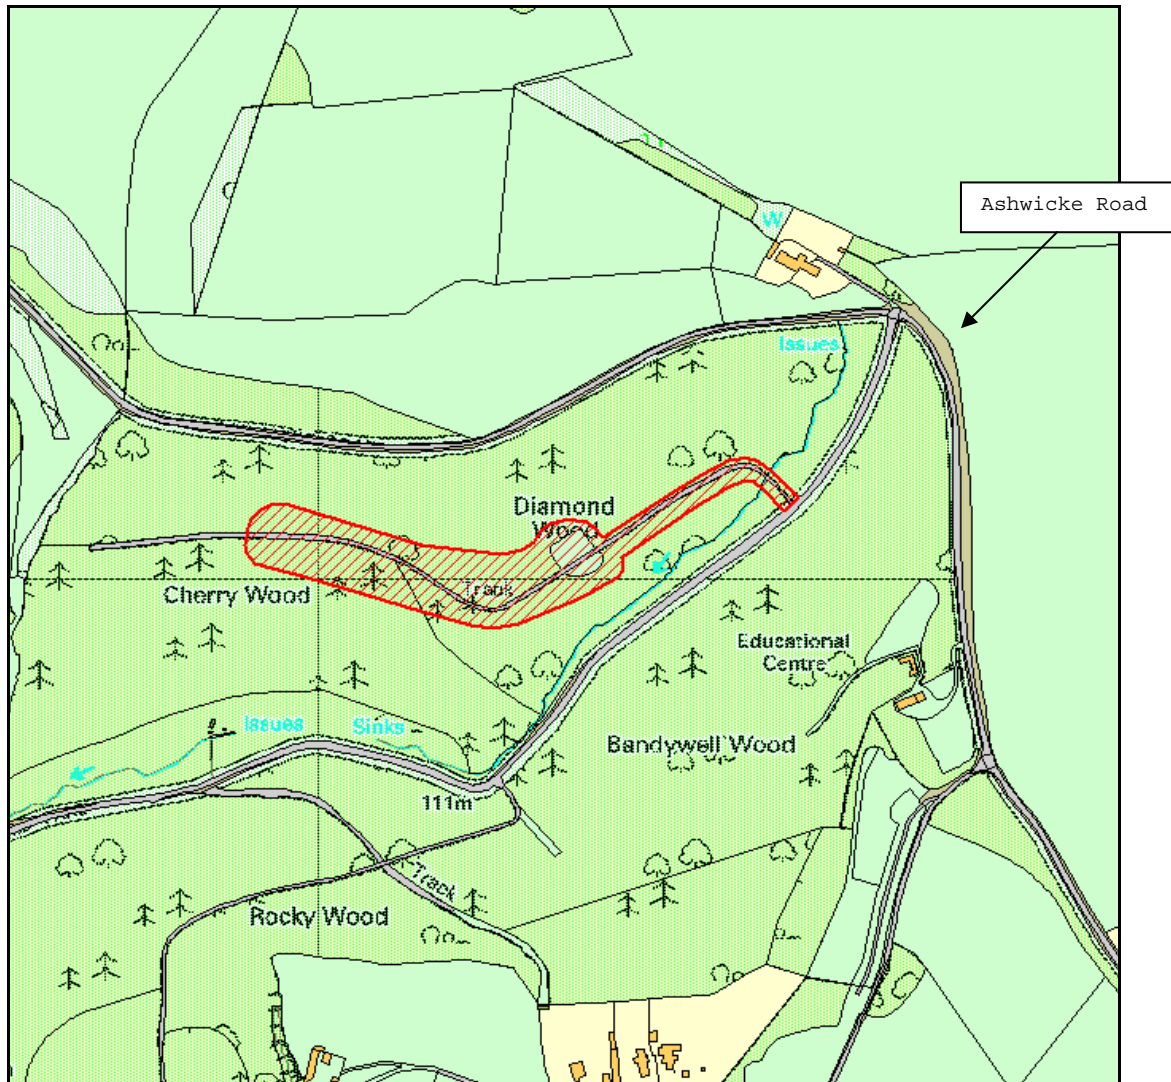 W
Ashwicke Road
Issues
Diamond
Wood
Track
Cherry Wood
Educational
Centre
Issues
Sinks
Bandywell Wood
111m
Track
Rocky Wood